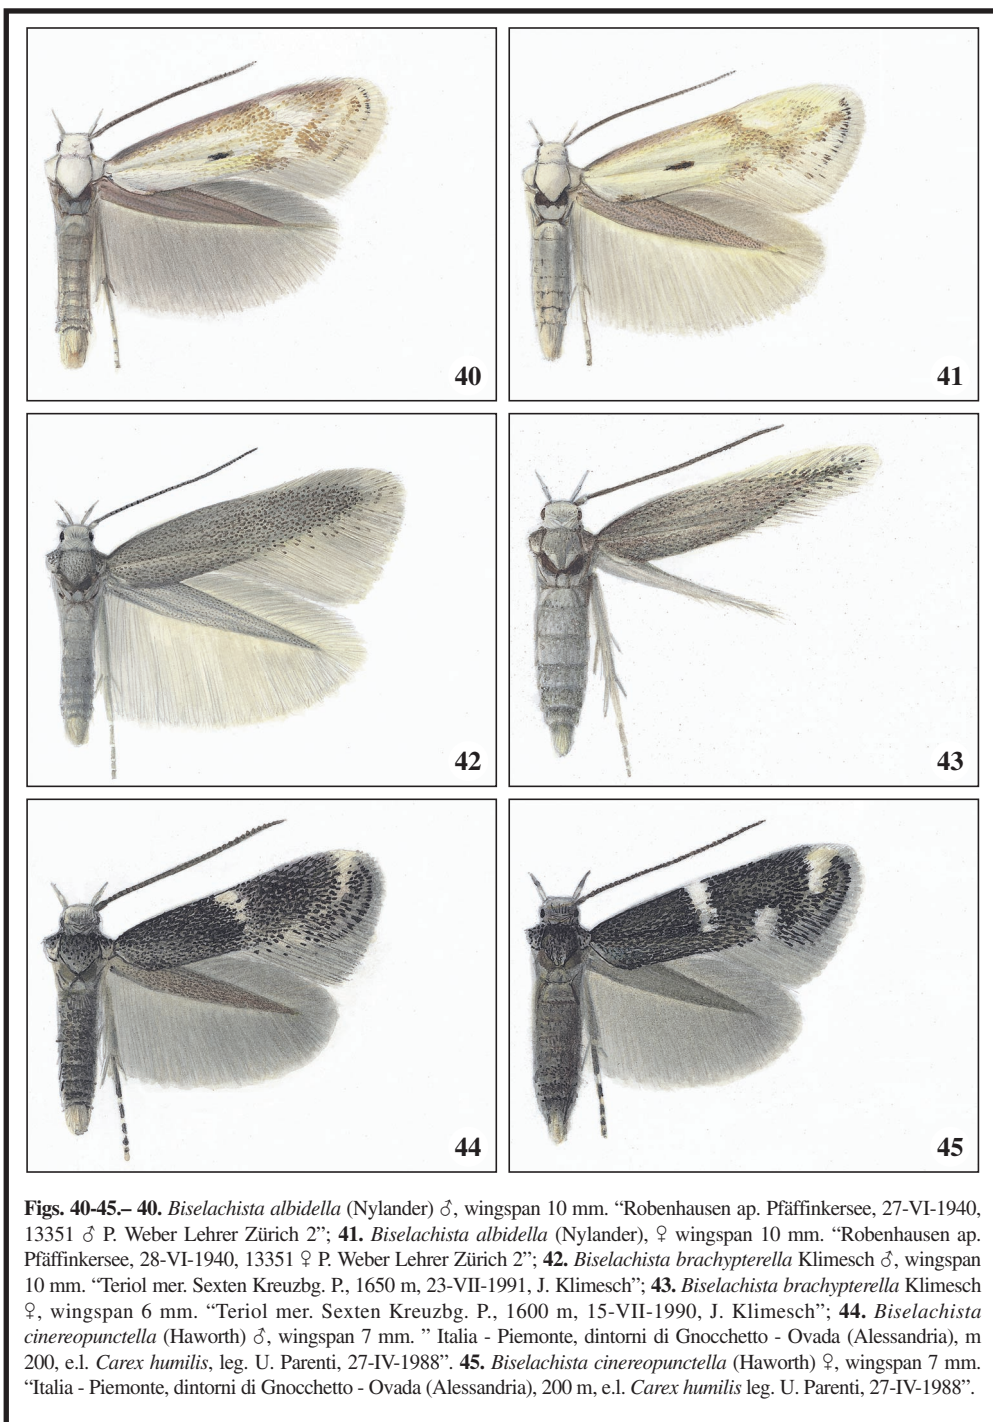 40
41
42
43
44
45
Figs. 40-45.– 40. Biselachista albidella (Nylander) ♂, wingspan 10 mm. “Robenhausen ap. Pfäffinkersee, 27-VI-1940,
13351 ♂ P. Weber Lehrer Zürich 2”; 41. Biselachista albidella (Nylander), ♀ wingspan 10 mm. “Robenhausen ap.
Pfäffinkersee, 28-VI-1940, 13351 ♀ P. Weber Lehrer Zürich 2”; 42. Biselachista brachypterella Klimesch ♂, wingspan
10 mm. “Teriol mer. Sexten Kreuzbg. P., 1650 m, 23-VII-1991, J. Klimesch”; 43. Biselachista brachypterella Klimesch
♀, wingspan 6 mm. “Teriol mer. Sexten Kreuzbg. P., 1600 m, 15-VII-1990, J. Klimesch”; 44. Biselachista
cinereopunctella (Haworth) ♂, wingspan 7 mm. ” Italia - Piemonte, dintorni di Gnocchetto - Ovada (Alessandria), m
200, e.l. Carex humilis, leg. U. Parenti, 27-IV-1988”. 45. Biselachista cinereopunctella (Haworth) ♀, wingspan 7 mm.
“Italia - Piemonte, dintorni di Gnocchetto - Ovada (Alessandria), 200 m, e.l. Carex humilis leg. U. Parenti, 27-IV-1988”.